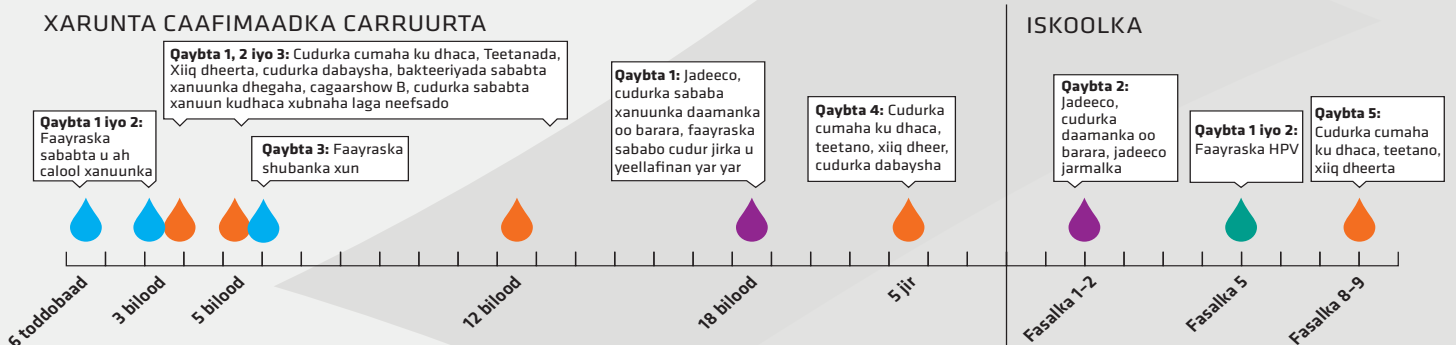 XARUNTA CAAFIMAADKA CARRUURTA
ISKOOLKA
Qaybta 1 iyo 2:
Faayraska
sababta u ah
calool xanuunka
Qaybta 1, 2 iyo 3: Cudurka cumaha ku dhaca, Teetanada,
Xiiq dheerta, cudurka dabaysha, bakteeriyada sababta
xanuunka dhegaha, cagaarshow B, cudurka sababta
xanuun kudhaca xubnaha laga neefsado
Qaybta 3: Faayraska
shubanka xun
Qaybta 1: Jadeeco,
cudurka sababa
xanuunka daamanka
oo barara, faayraska
sababo cudur jirka u
yeellafinan yar yar
Qaybta 4: Cudurka
cumaha ku dhaca,
teetano, xiiq dheer,
cudurka dabaysha
Qaybta 2:
Jadeeco,
cudurka
daamanka oo
barara, jadeeco
jarmalka
Qaybta 1 iyo 2:
Faayraska HPV
Qaybta 5:
Cudurka cumaha
ku dhaca, teetano,
xiiq dheerta
6 toddobaad
3 bilood
5 bilood
12 bilood
18 bilood
5 jir
Fasalka 1–2
Fasalka 5
Fasalka 8–9